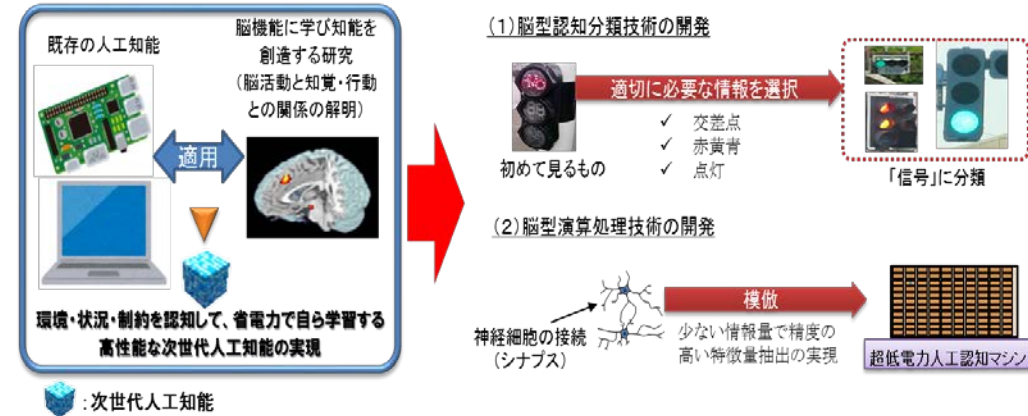 既存の人工知能
脳機能に学び知能を
創造する研究
(脳活動と知覚・行動
との関係の解明)
適用
環境・状況・制約を認知して、省電力で自ら学習する
高性能な次世代人工知能の実現
:次世代人工知能
(1)脳型認知分類技術の開発
適切に必要な情報を選択
✓ 交差点
✓ 赤黄青
✓ 点灯
初めて見るもの
「信号」に分類
(2)脳型演算処理技術の開発
神経細胞の接続
(シナプス)
模倣
少ない情報量で精度の
高い特徴量抽出の実現
超低電力人工認知マシン